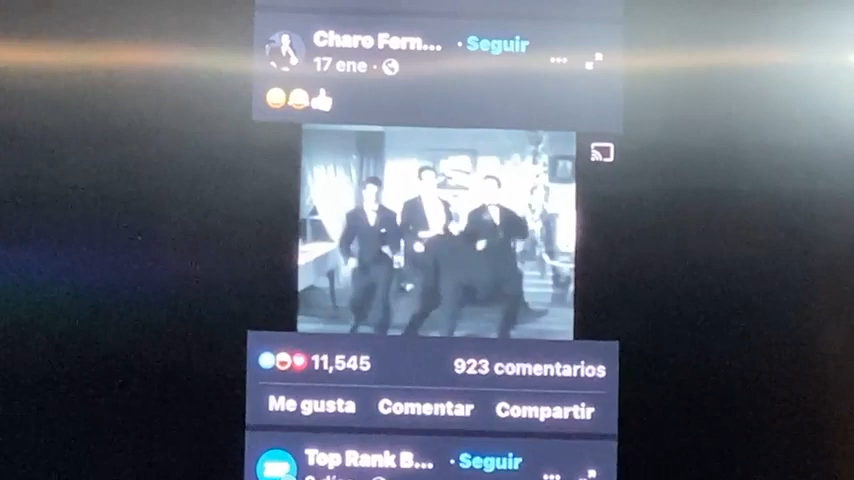 Charo Fern... · Seguir
17 ene ·
11,545 923 comentarios
Me gusta Comentar Compartir
Top Rank B... · Seguir